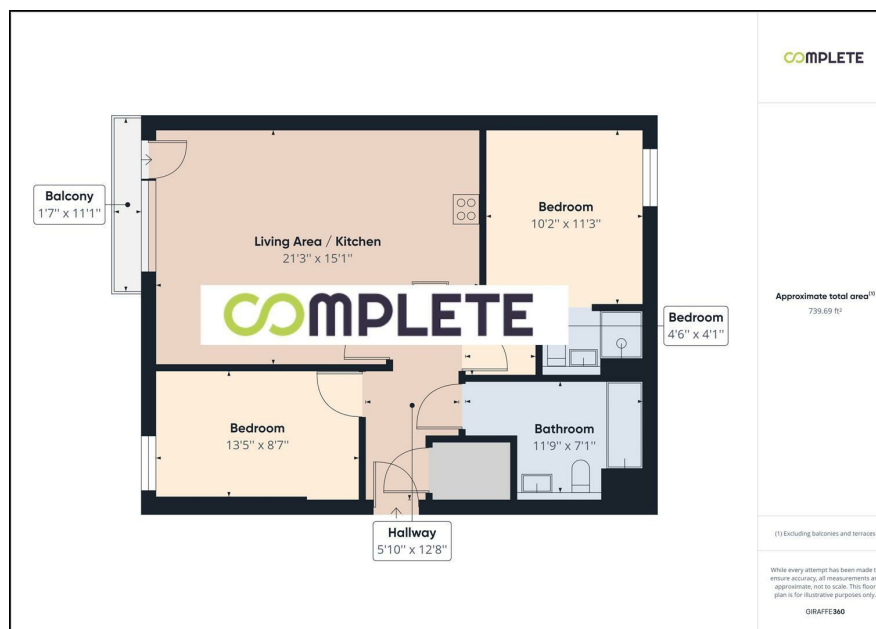 COMPLETE
Balcony
1'7" x 11'1"
Living Area / Kitchen
21'3" x 15'1"
Bedroom
10'2" x 11'3"
COMPLETE
Bedroom
4'6" x 4'1"
Bedroom
13'5" x 8'7"
Bathroom
11'9" x 7'1"
Hallway
5'10" x 12'8"
Approximate total area(1)
739.69 ft²
(1) Excluding balconies and terraces
While every attempt has been made t
ensure accuracy, all measurements a
approximate, not to scale. This floor
plan is for illustrative purposes only.
GIRAFFE360